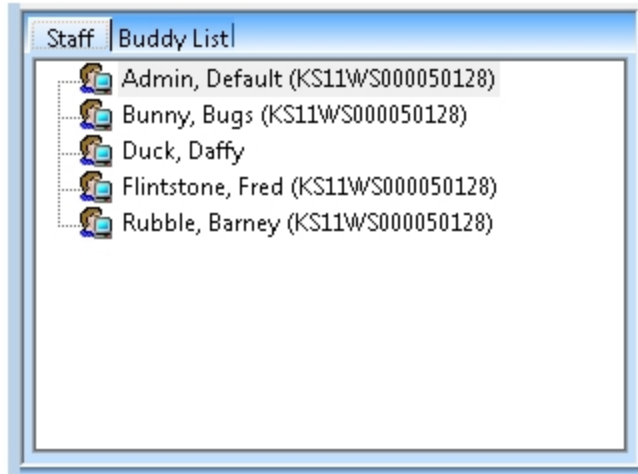 Staff Buddy List
Admin, Default (KS11WS000050128)
Bunny, Bugs (KS11WS000050128)
Duck, Daffy
Flintstone, Fred (KS11WS000050128)
Rubble, Barney (KS11WS000050128)